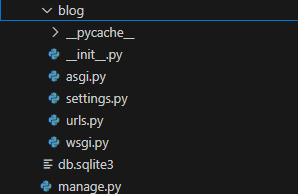 blog
__pycache__
__init__.py
asgi.py
settings.py
urls.py
wsgi.py
db.sqlite3
manage.py